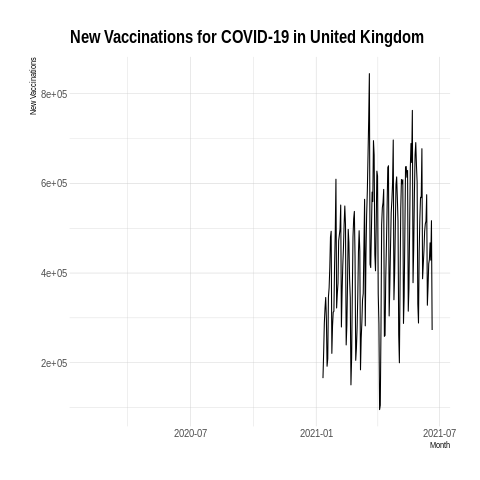 New Vaccinations for COVID-19 in United Kingdom
New Vaccinations
8e+05
6e+05
4e+05
2e+05
2020-07
2021-01
2021-07
Month